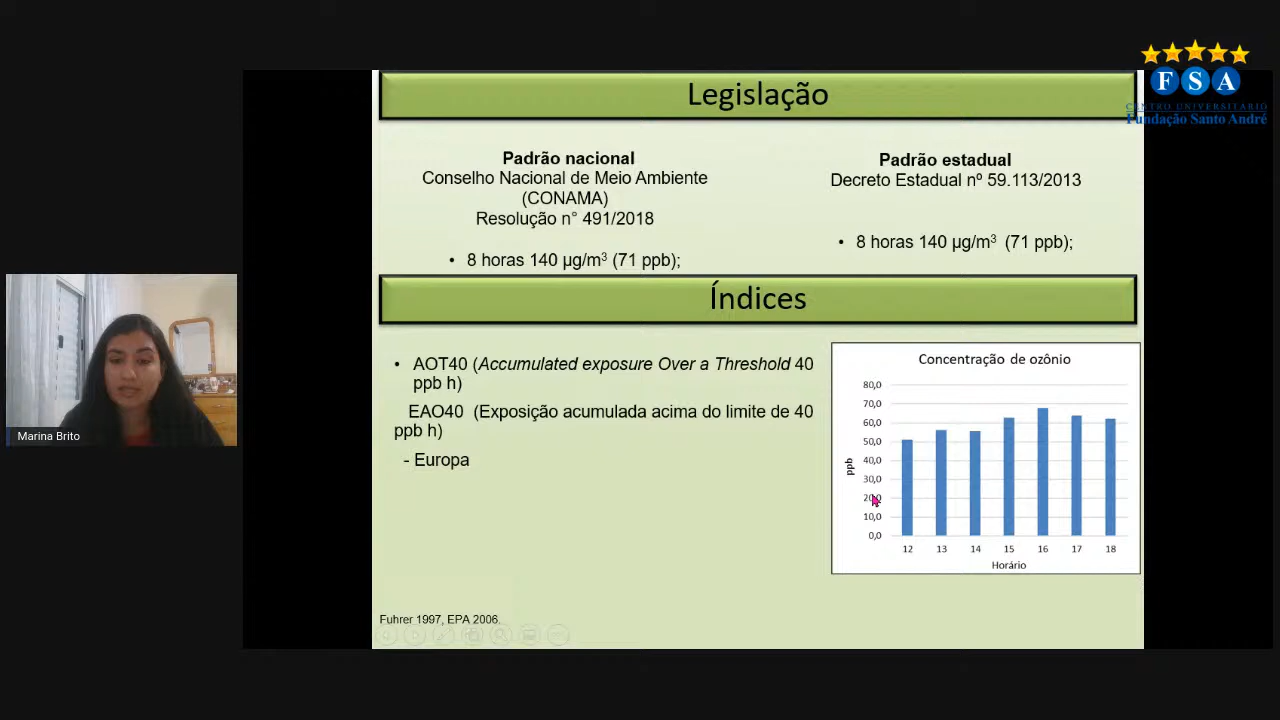 F S A
CENTRO UNIVERSITÁRIO
Fundação Santo André
Legislação
Padrão nacional
Conselho Nacional de Meio Ambiente
(CONAMA)
Resolução n° 491/2018
• 8 horas 140 µg/m³ (71 ppb);
Padrão estadual
Decreto Estadual nº 59.113/2013
• 8 horas 140 µg/m³ (71 ppb);
Índices
• AOT40 (Accumulated exposure Over a Threshold 40
ppb h)
EAO40 (Exposição acumulada acima do limite de 40
ppb h)
- Europa
Concentração de ozônio
80,0
70,0
60,0
50,0
40,0
30,0
20,0
10,0
0,0
ppb
12 13 14 15 16 17 18
Horário
Fuhrer 1997, EPA 2006.
Marina Brito